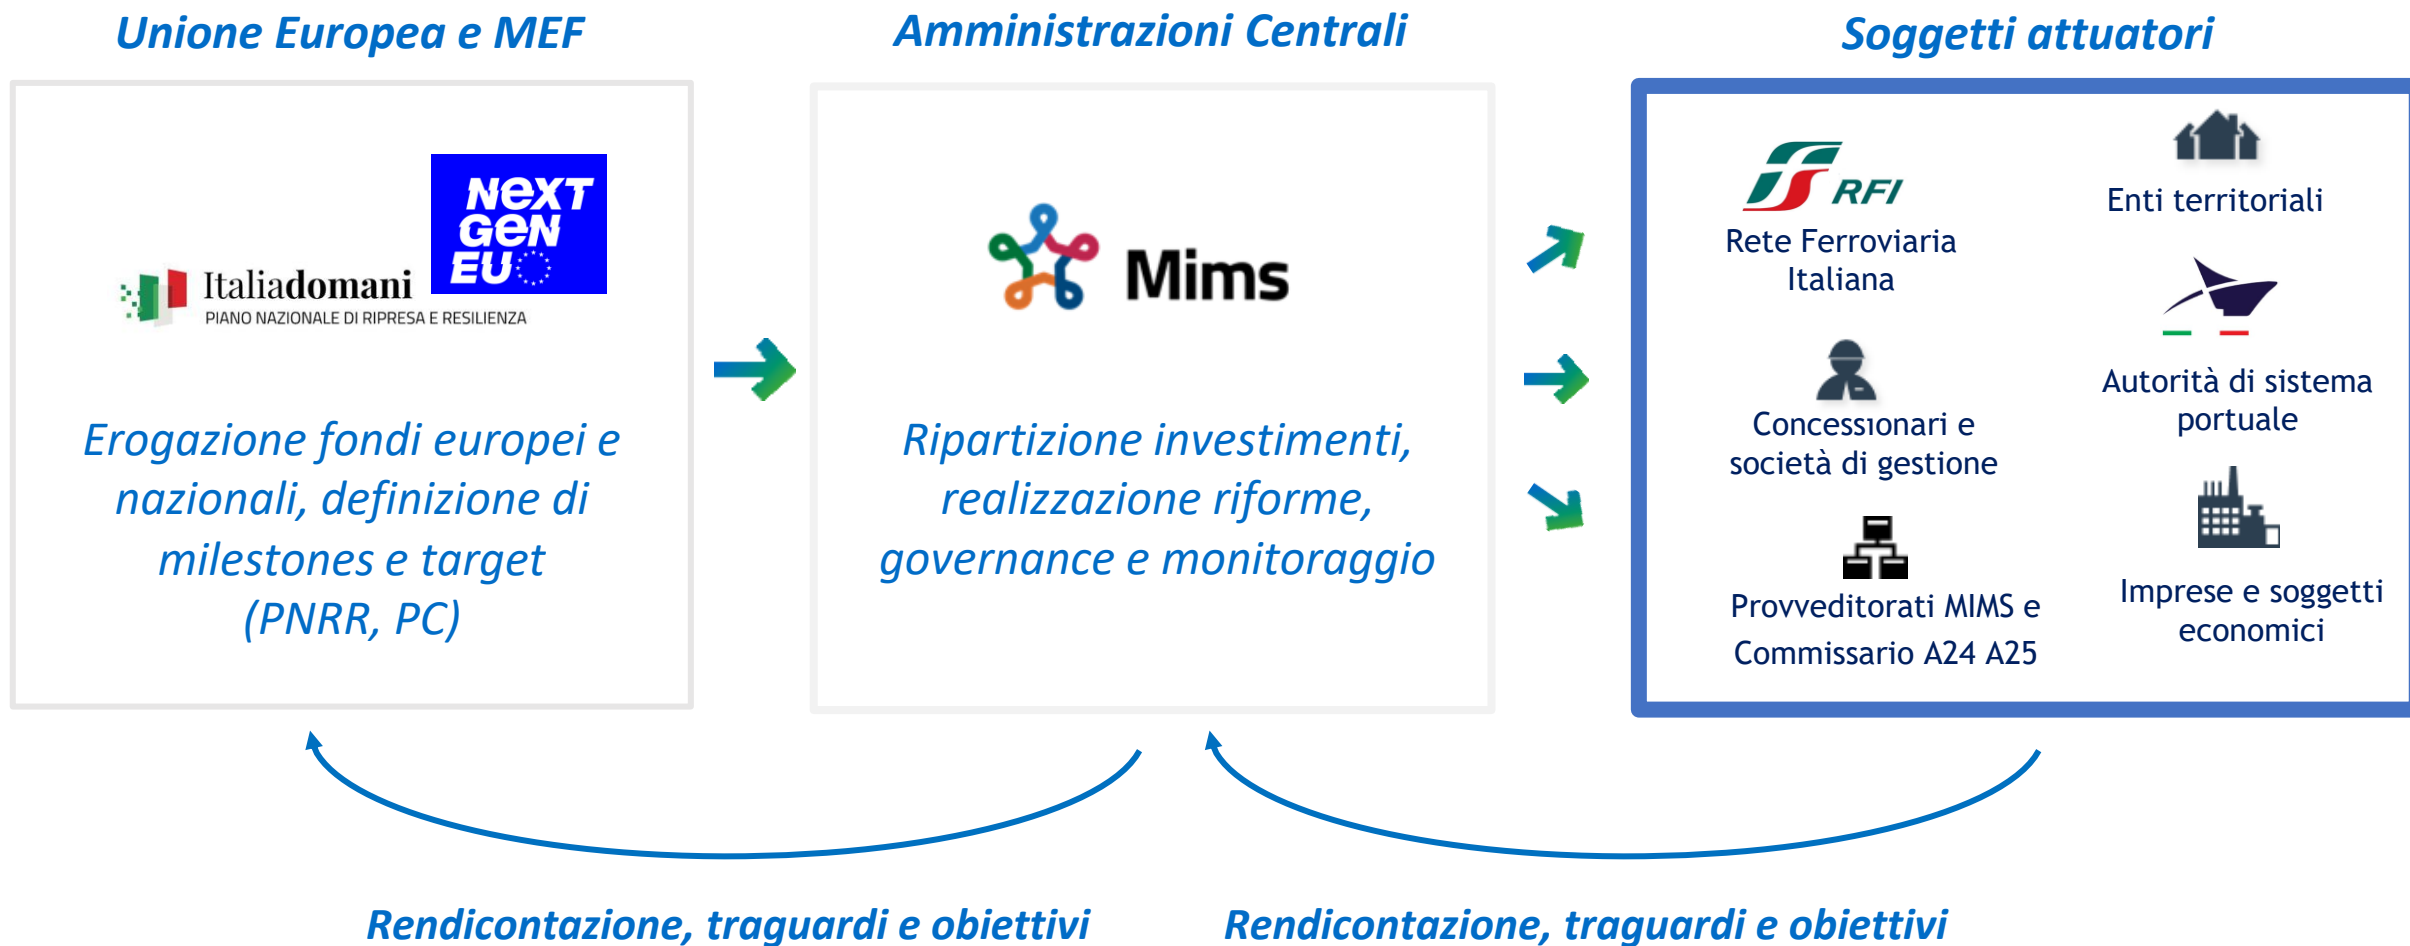 Unione Europea e MEF
Amministrazioni Centrali
Soggetti attuatori
NEXT
GEN
EU
Italiadomani
PIANO NAZIONALE DI RIPRESA E RESILIENZA
Erogazione fondi europei e
nazionali, definizione di
milestones e target
(PNRR, PC)
Mims
Ripartizione investimenti,
realizzazione riforme,
governance e monitoraggio
RFI
Rete Ferroviaria
Italiana
Concessionari e
società di gestione
Provveditorati MIMS e
Commissario A24 A25
Enti territoriali
Autorità di sistema
portuale
Imprese e soggetti
economici
Rendicontazione, traguardi e obiettivi
Rendicontazione, traguardi e obiettivi